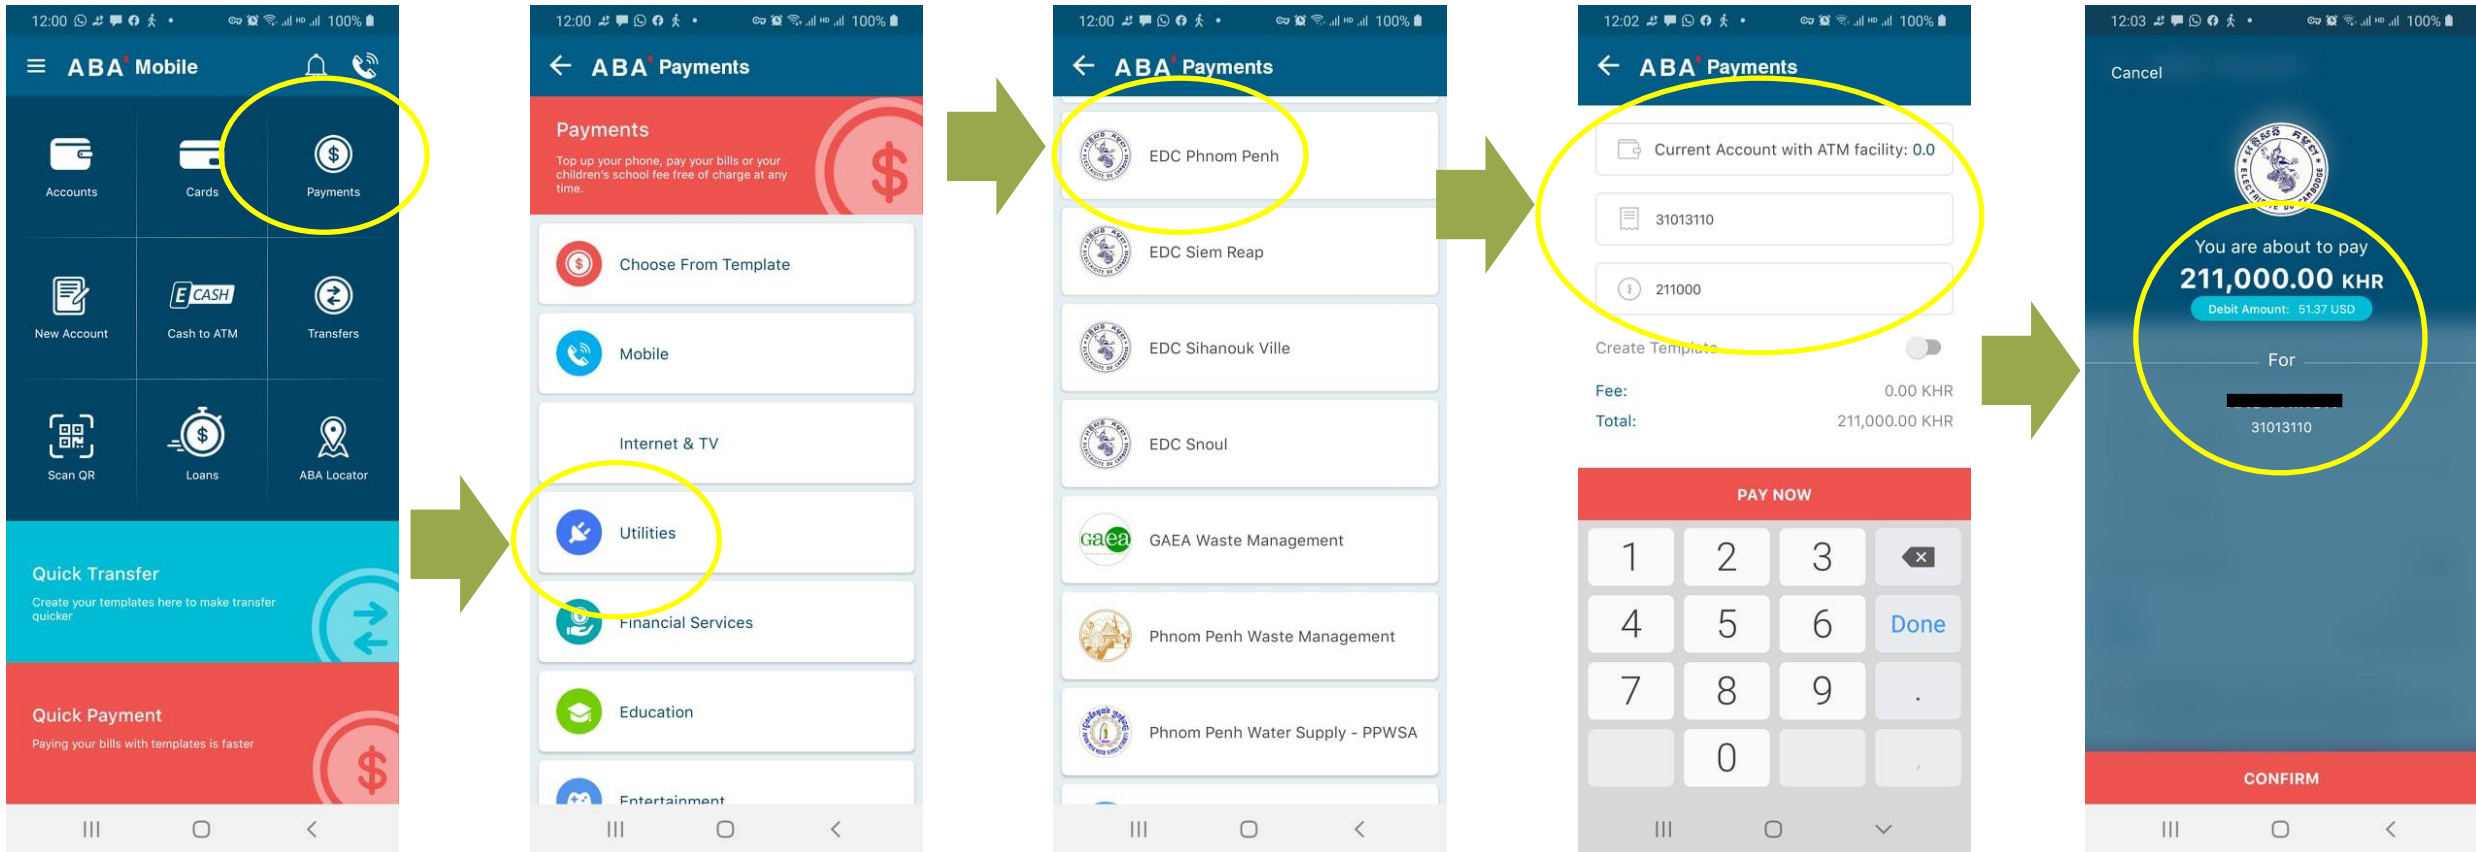 12:00
100%
ABA' Mobile
Accounts
Cards
Payments
New Account
E CASH
Cash to ATM
Transfers
Scan QR
Loans
ABA Locator
Quick Transfer
Create your templates here to make transfer
quicker
Quick Payment
Paying your bills with templates is faster
12:00
100%
ABA' Payments
Payments
Top up your phone, pay your bills or your
children's school fee free of charge at any
time.
Choose From Template
Mobile
Internet & TV
Utilities
Financial Services
Education
Entertainment
12:00
100%
ABA' Payments
EDC Phnom Penh
EDC Siem Reap
EDC Sihanouk Ville
EDC Snoul
Gaea
GAEA Waste Management
Phnom Penh Waste Management
Phnom Penh Water Supply - PPWSA
12:02
100%
ABA' Payments
Current Account with ATM facility: 0.0
31013110
211000
Create Template
Fee: 0.00 KHR
Total: 211,000.00 KHR
PAY NOW
1 2 3
4 5 6 Done
7 8 9 .
0 ,
12:03
100%
Cancel
ELECTRICITE DU CAMBODGE
You are about to pay
211,000.00 KHR
Debit Amount: 51.37 USD
For
31013110
CONFIRM